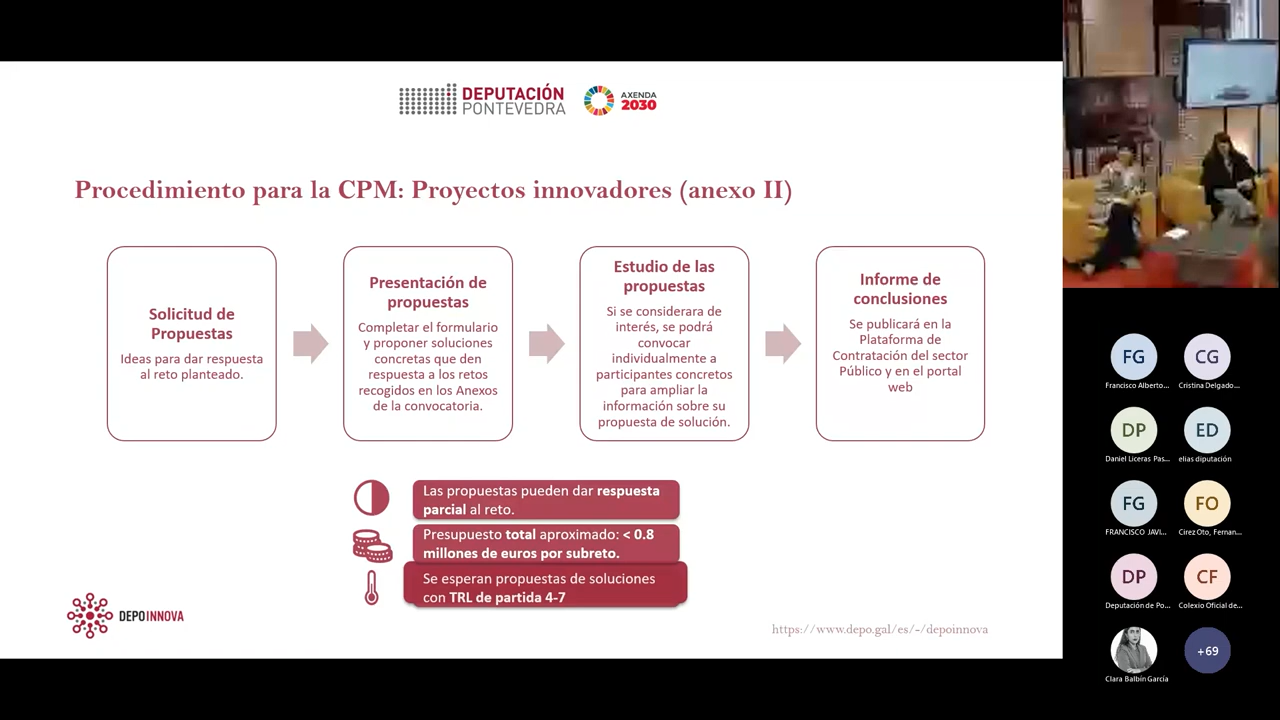 DEPUTACIÓN
PONTEVEDRA
AXENDA
2030
Procedimiento para la CPM: Proyectos innovadores (anexo II)
Solicitud de
Propuestas
Ideas para dar respuesta
al reto planteado.
Presentación de
propuestas
Completar el formulario
y proponer soluciones
concretas que den
respuesta a los retos
recogidos en los Anexos
de la convocatoria.
Estudio de las
propuestas
Si se considerara de
interés, se podrá
convocar
individualmente a
participantes concretos
para ampliar la
información sobre su
propuesta de solución.
Informe de
conclusiones
Se publicará en la
Plataforma de
Contratación del sector
Público y en el portal
web
Las propuestas pueden dar respuesta
parcial al reto.
Presupuesto total aproximado: < 0.8
millones de euros por subreto.
Se esperan propuestas de soluciones
con TRL de partida 4-7
DEPOINNOVA
https://www.depo.gal/es/-/depoinnova
FG
CG
Francisco Alberto...
Cristina Delgado...
DP
ED
Daniel Liceras Pas...
elias diputación
FG
FO
FRANCISCO JAVI...
Cirez Oto, Fernan...
DP
CF
Deputación de Po...
Colexio Oficial de...
+69
Clara Balbín García